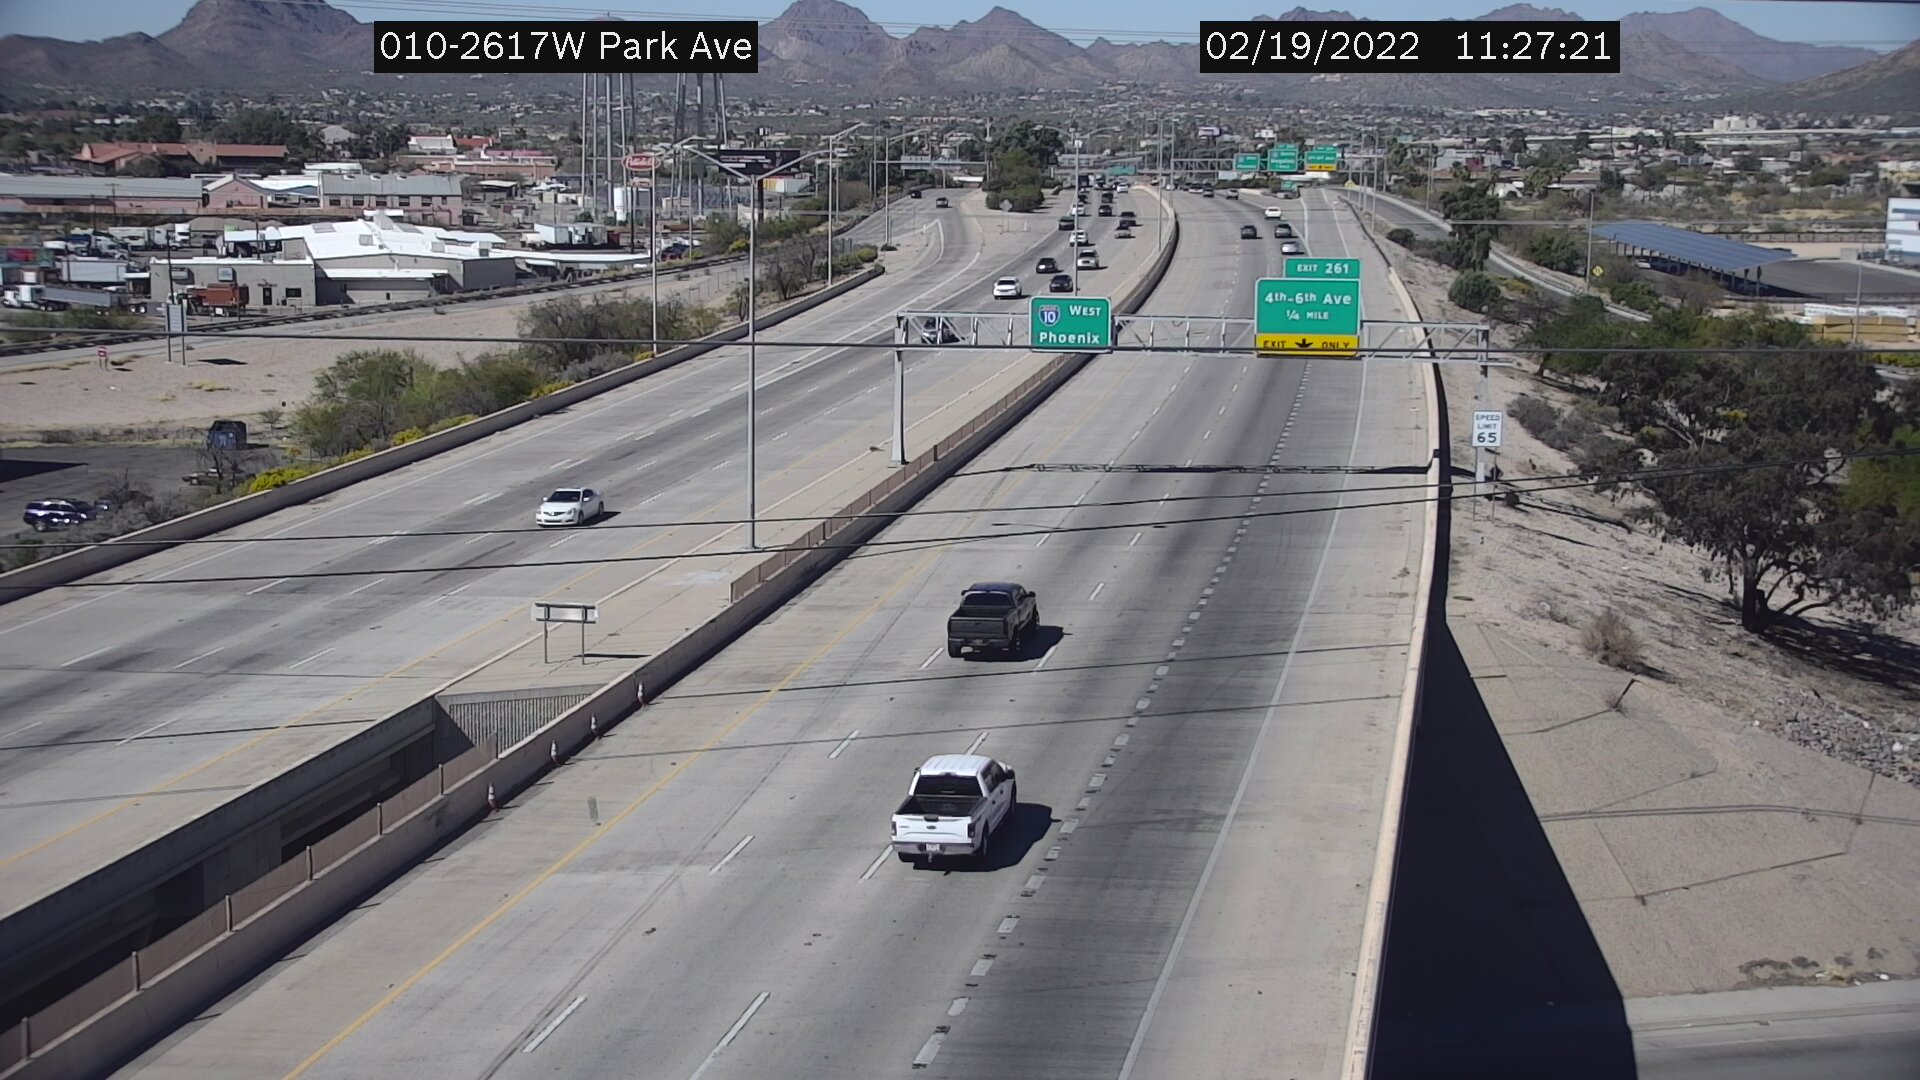 010-2617W Park Ave
02/19/2022 11:27:21
EXIT 261
4th-6th Ave
1/4 MILE
EXIT ONLY
10 WEST
Phoenix
SPEED
LIMIT
65